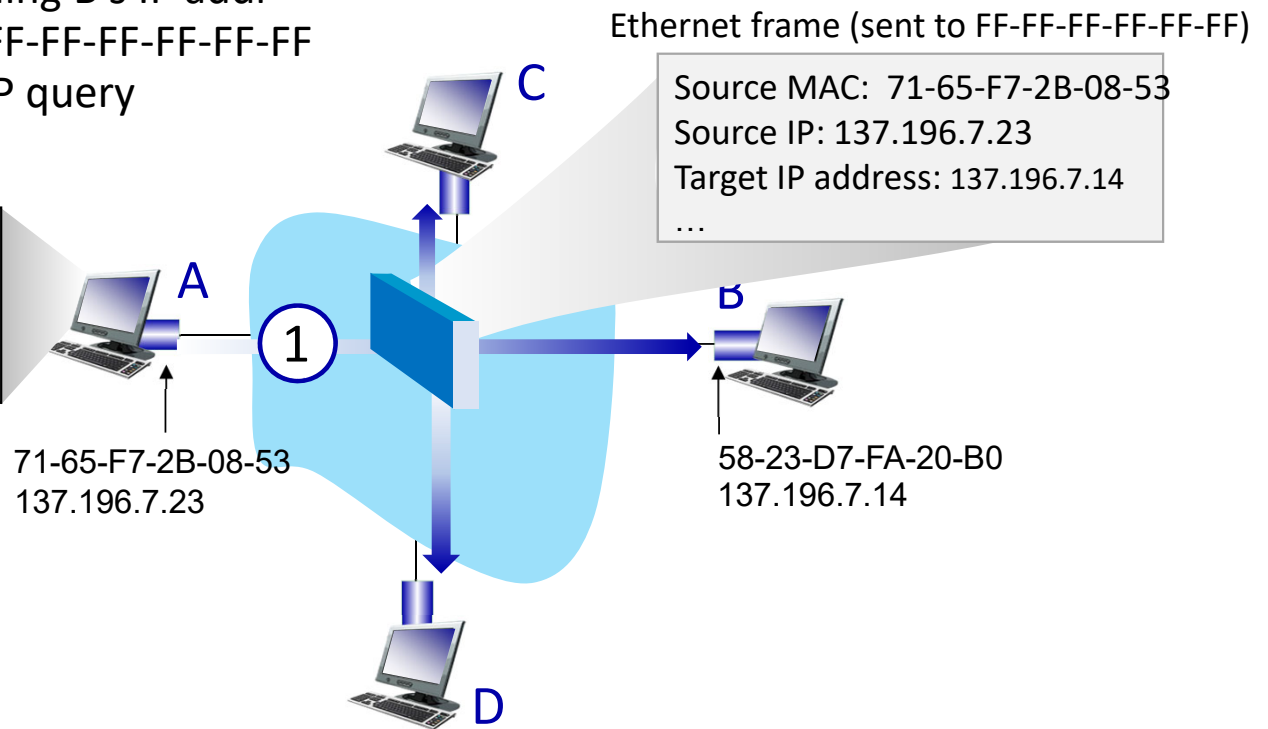 FF-FF-FF-FF-FF-FF
query
Ethernet frame (sent to FF-FF-FF-FF-FF-FF)
Source MAC: 71-65-F7-2B-08-53
Source IP: 137.196.7.23
Target IP address: 137.196.7.14
…
C
A
1
B
71-65-F7-2B-08-53
137.196.7.23
58-23-D7-FA-20-B0
137.196.7.14
D